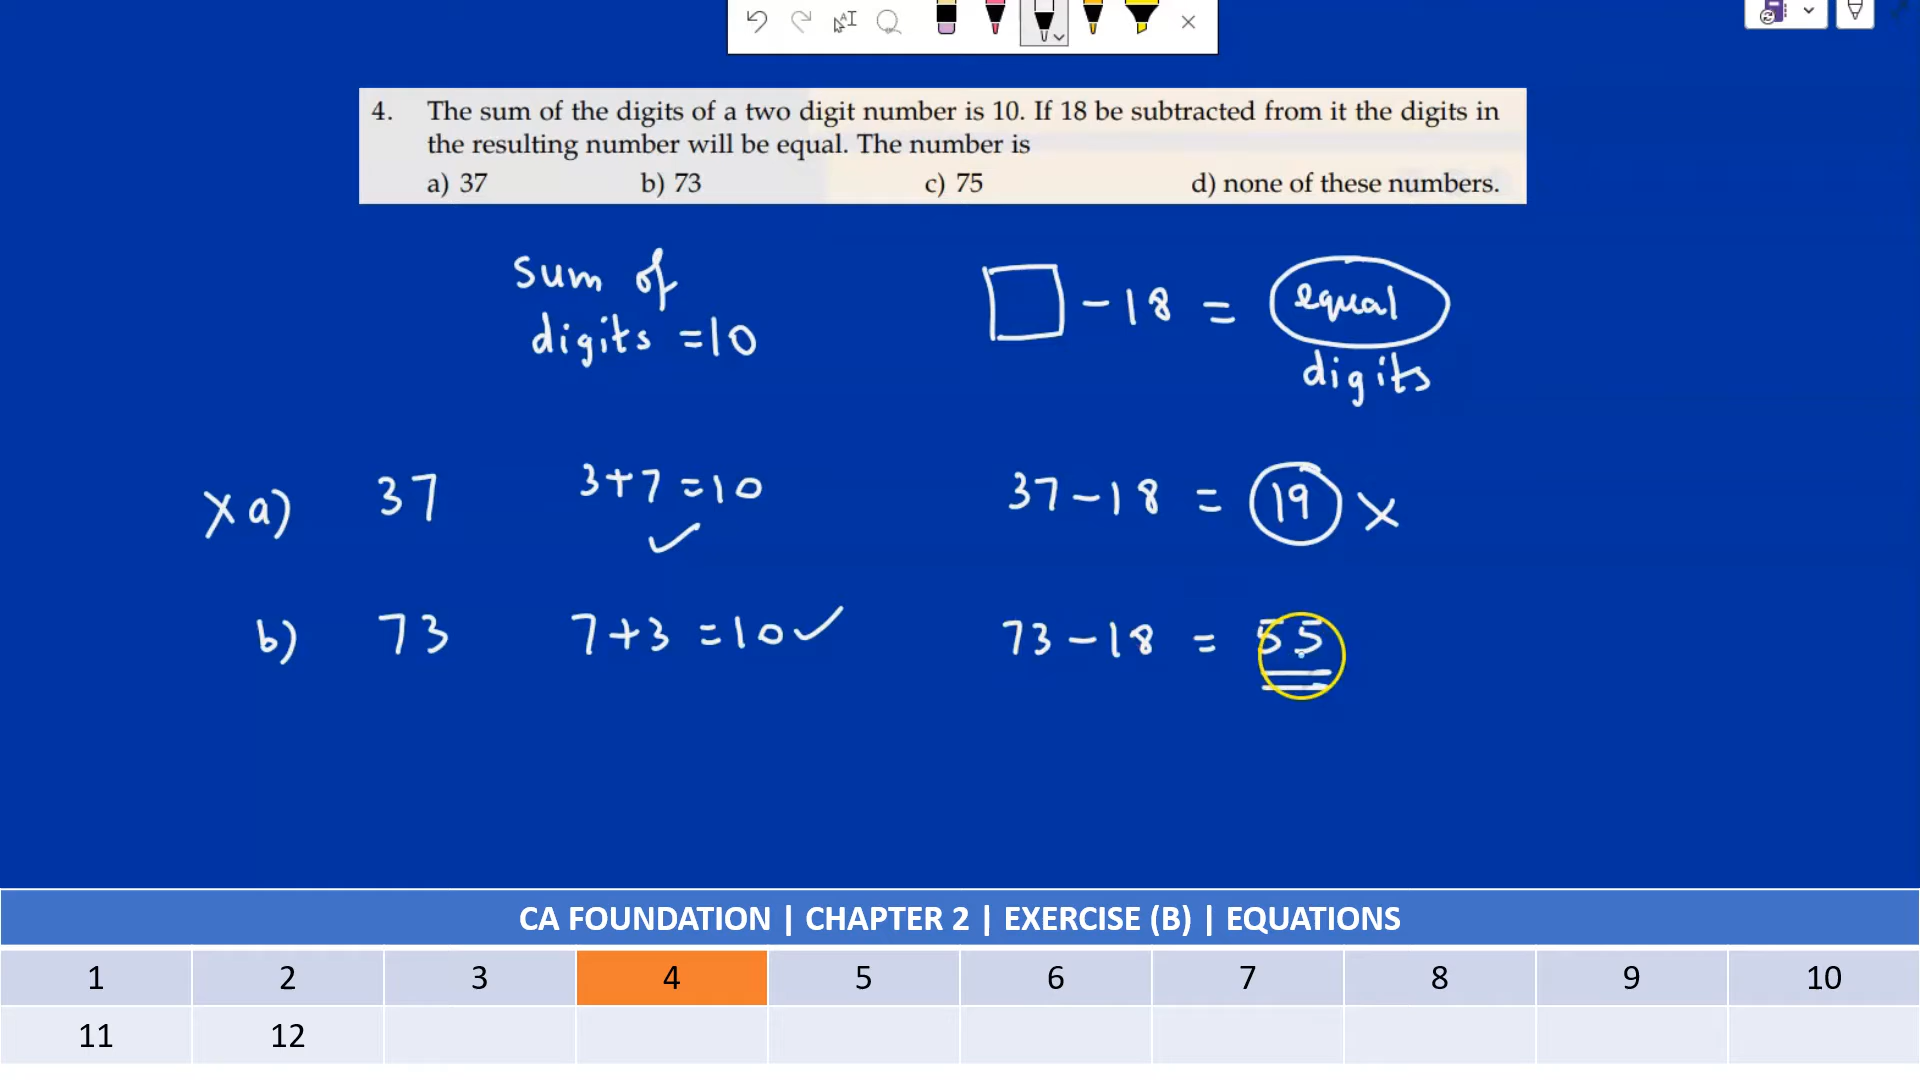 4. The sum of the digits of a two digit number is 10. If 18 be subtracted from it the digits in
the resulting number will be equal. The number is
a) 37 b) 73 c) 75 d) none of these numbers.
sum of
digits =10
□ - 18 = equal
digits
X a) 37 3+7=10 ✓ 37-18 = 19 X
b) 73 7+3=10 ✓ 73-18 = 55
CA FOUNDATION | CHAPTER 2 | EXERCISE (B) | EQUATIONS
1 2 3 4 5 6 7 8 9 10
11 12